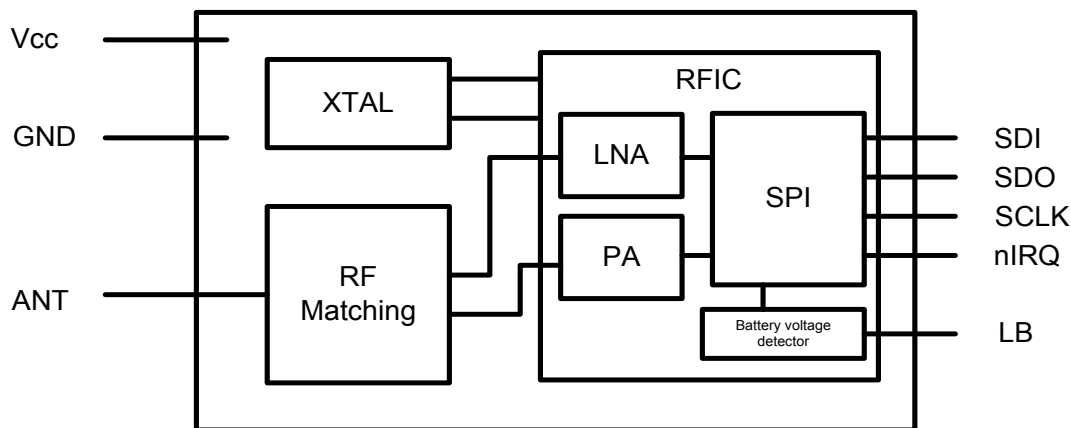 Vcc
GND
ANT
XTAL
RF
Matching
RFIC
LNA
PA
SPI
Battery voltage
detector
SDI
SDO
SCLK
nIRQ
LB